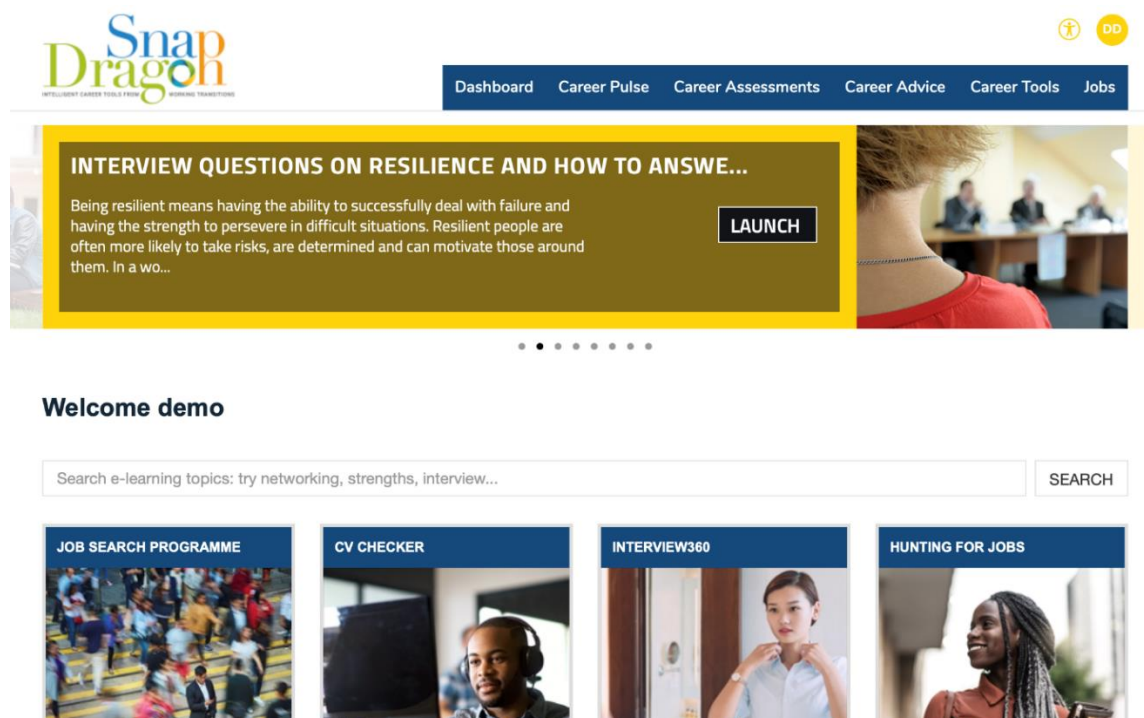 Snap
Dragon
INTELLIGENT CAREER TOOLS FROM WORKING TRANSITIONS
DD
Dashboard Career Pulse Career Assessments Career Advice Career Tools Jobs
INTERVIEW QUESTIONS ON RESILIENCE AND HOW TO ANSWE...
Being resilient means having the ability to successfully deal with failure and
having the strength to persevere in difficult situations. Resilient people are
often more likely to take risks, are determined and can motivate those around
them. In a wo...
LAUNCH
Welcome demo
Search e-learning topics: try networking, strengths, interview...
SEARCH
JOB SEARCH PROGRAMME
CV CHECKER
INTERVIEW360
HUNTING FOR JOBS